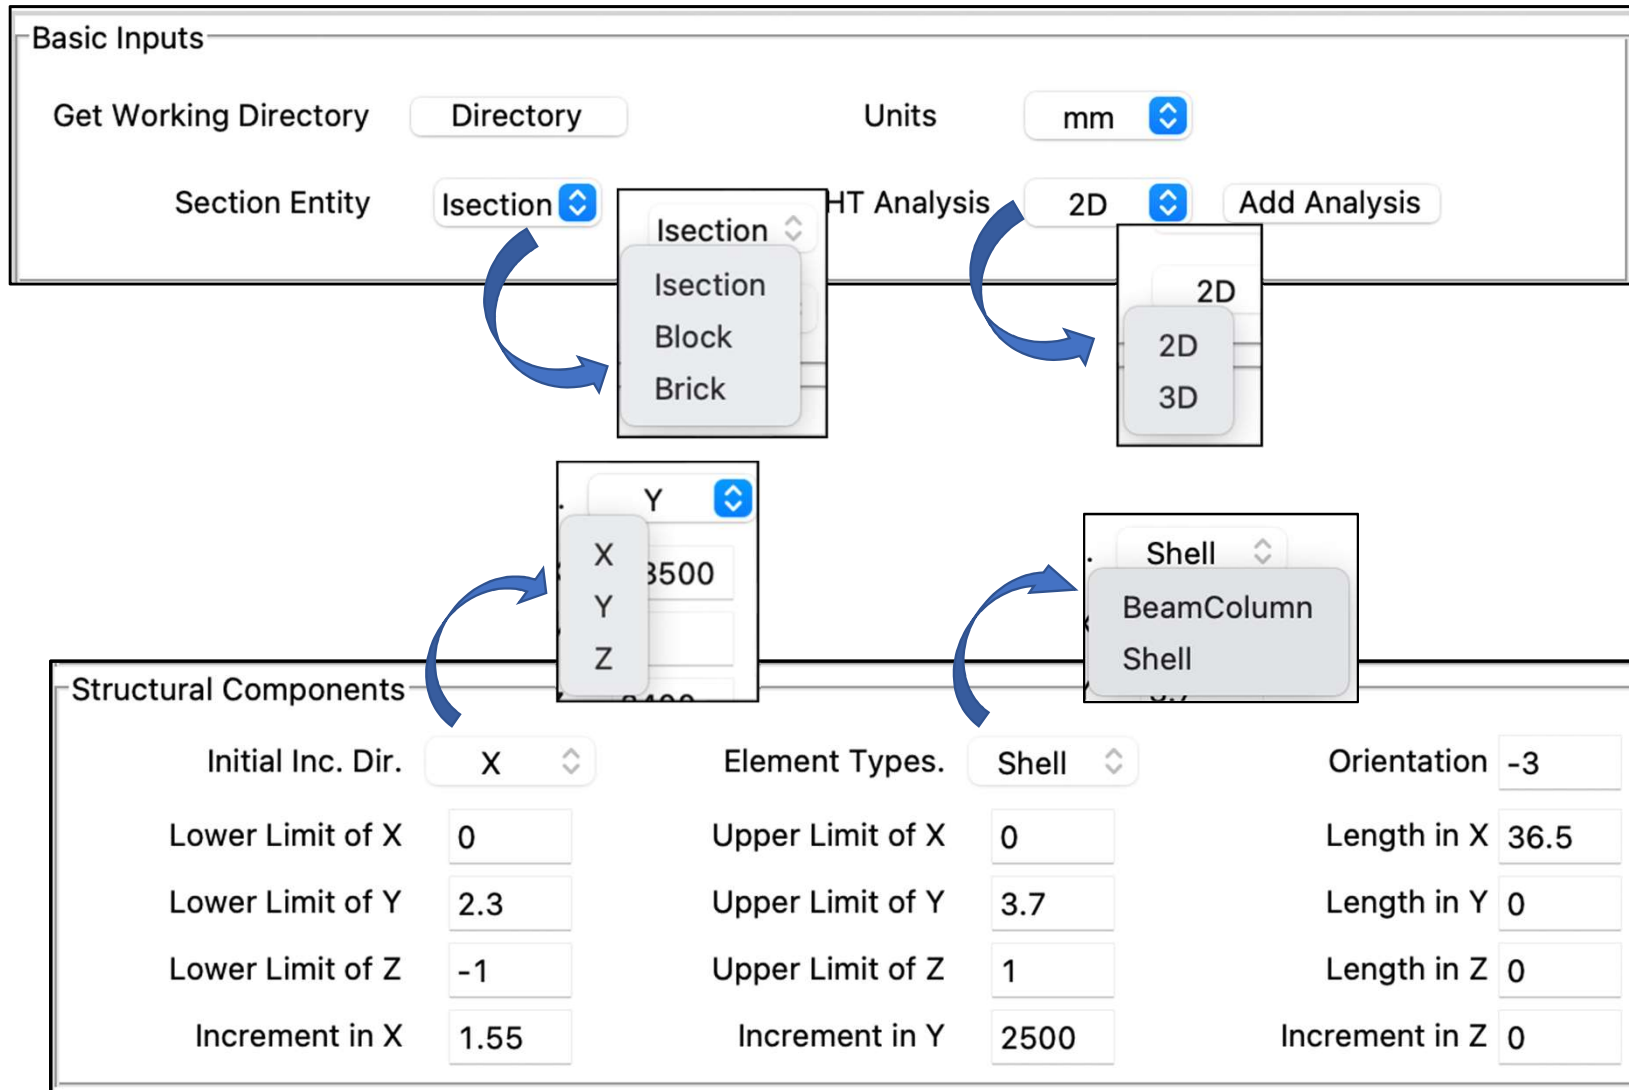 Basic Inputs
Get Working Directory Directory Units mm
Section Entity Isection HT Analysis 2D Add Analysis
Isection
Isection
Block
Brick
2D
2D
3D
. Y
X
Y
Z
3500
. Shell
BeamColumn
Shell
Structural Components
Initial Inc. Dir. X Element Types. Shell Orientation -3
Lower Limit of X 0 Upper Limit of X 0 Length in X 36.5
Lower Limit of Y 2.3 Upper Limit of Y 3.7 Length in Y 0
Lower Limit of Z -1 Upper Limit of Z 1 Length in Z 0
Increment in X 1.55 Increment in Y 2500 Increment in Z 0